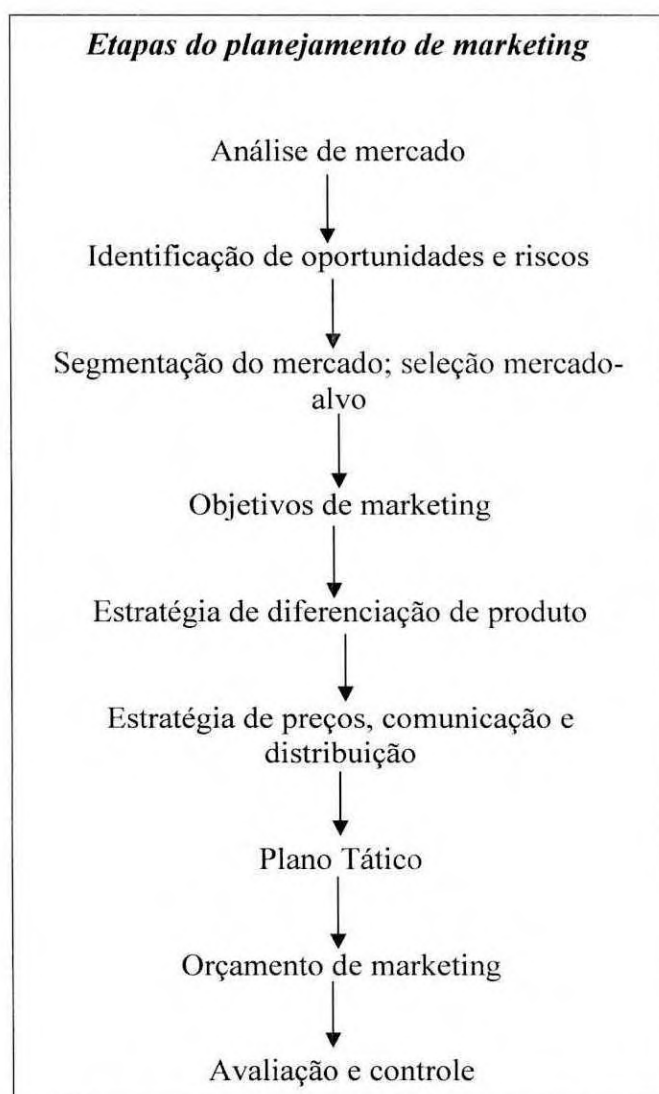 Etapas do planejamento de marketing
Análise de mercado
Identificação de oportunidades e riscos
Segmentação do mercado; seleção mercado-
alvo
Objetivos de marketing
Estratégia de diferenciação de produto
Estratégia de preços, comunicação e
distribuição
Plano Tático
Orçamento de marketing
Avaliação e controle